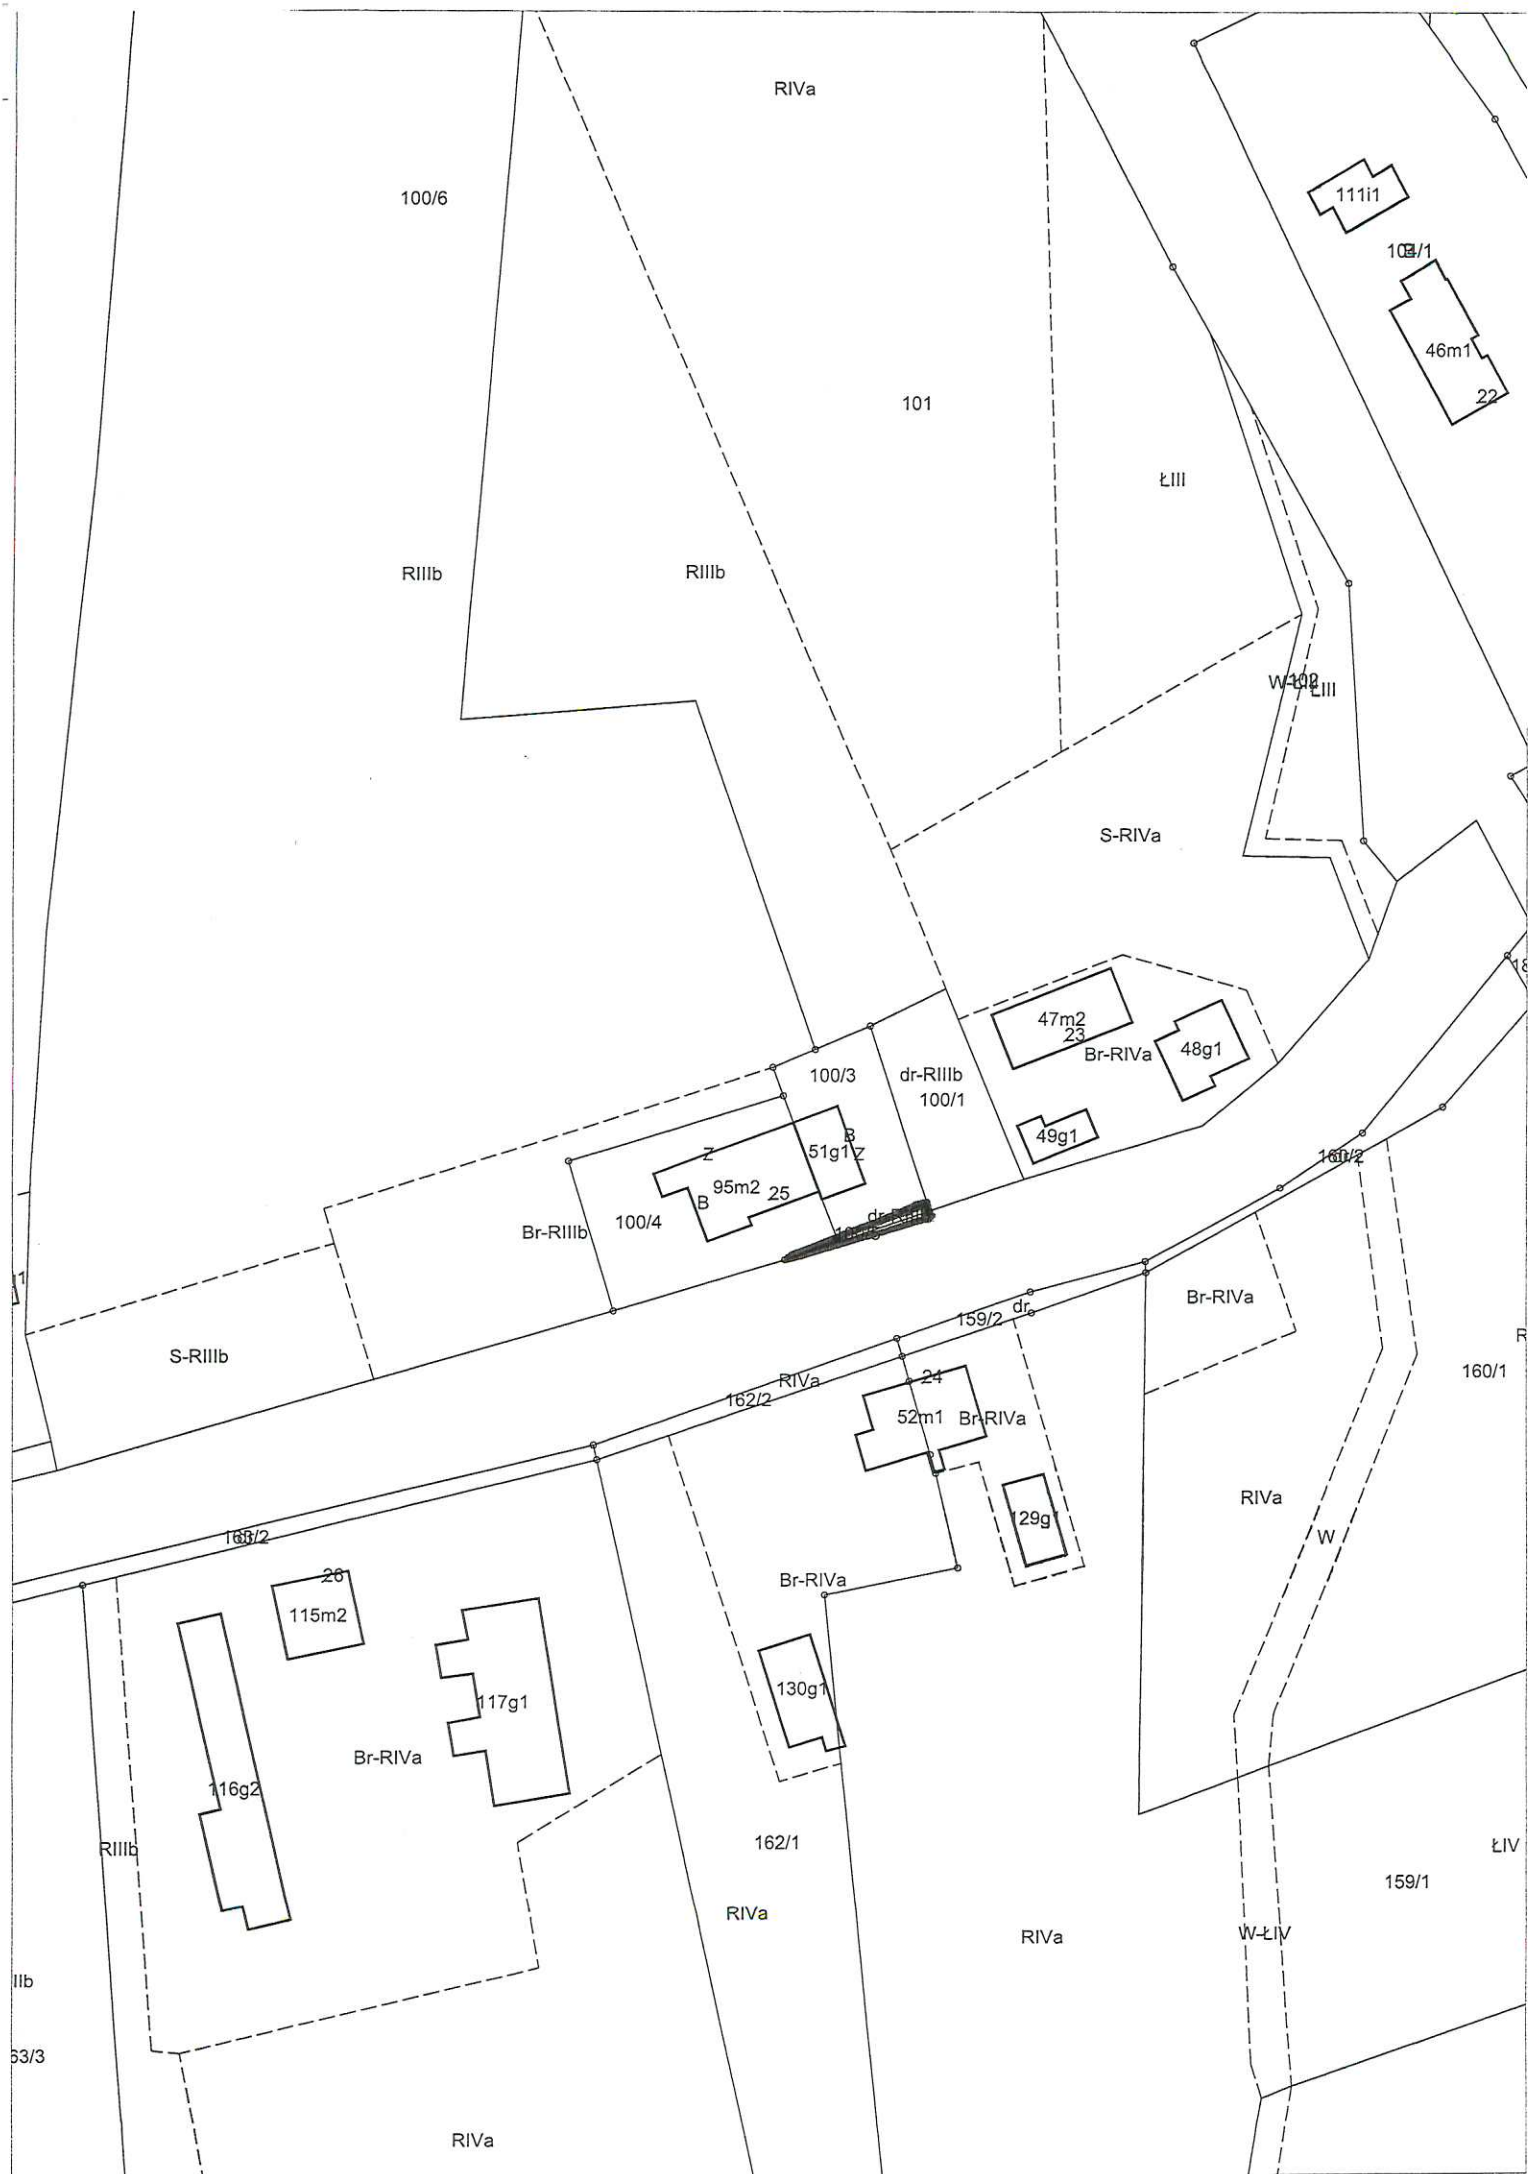 RIVa
100/6
111i1
46m1
22
101
ŁIII
RIIIb
RIIIb
ŁIII
S-RIVa
47m2
23
Br-RIVa
48g1
100/3
dr-RIIIb
100/1
49g1
51g1
B
Z
Z
95m2
25
B
100/4
Br-RIIIb
Br-RIVa
159/2
dr
S-RIIIb
160/1
RIVa
162/2
24
52m1
Br-RIVa
RIVa
129g1
W
26
115m2
Br-RIVa
130g1
117g1
Br-RIVa
116g2
162/1
RIIIb
ŁIV
159/1
RIVa
RIVa
W-ŁIV
IIb
63/3
RIVa